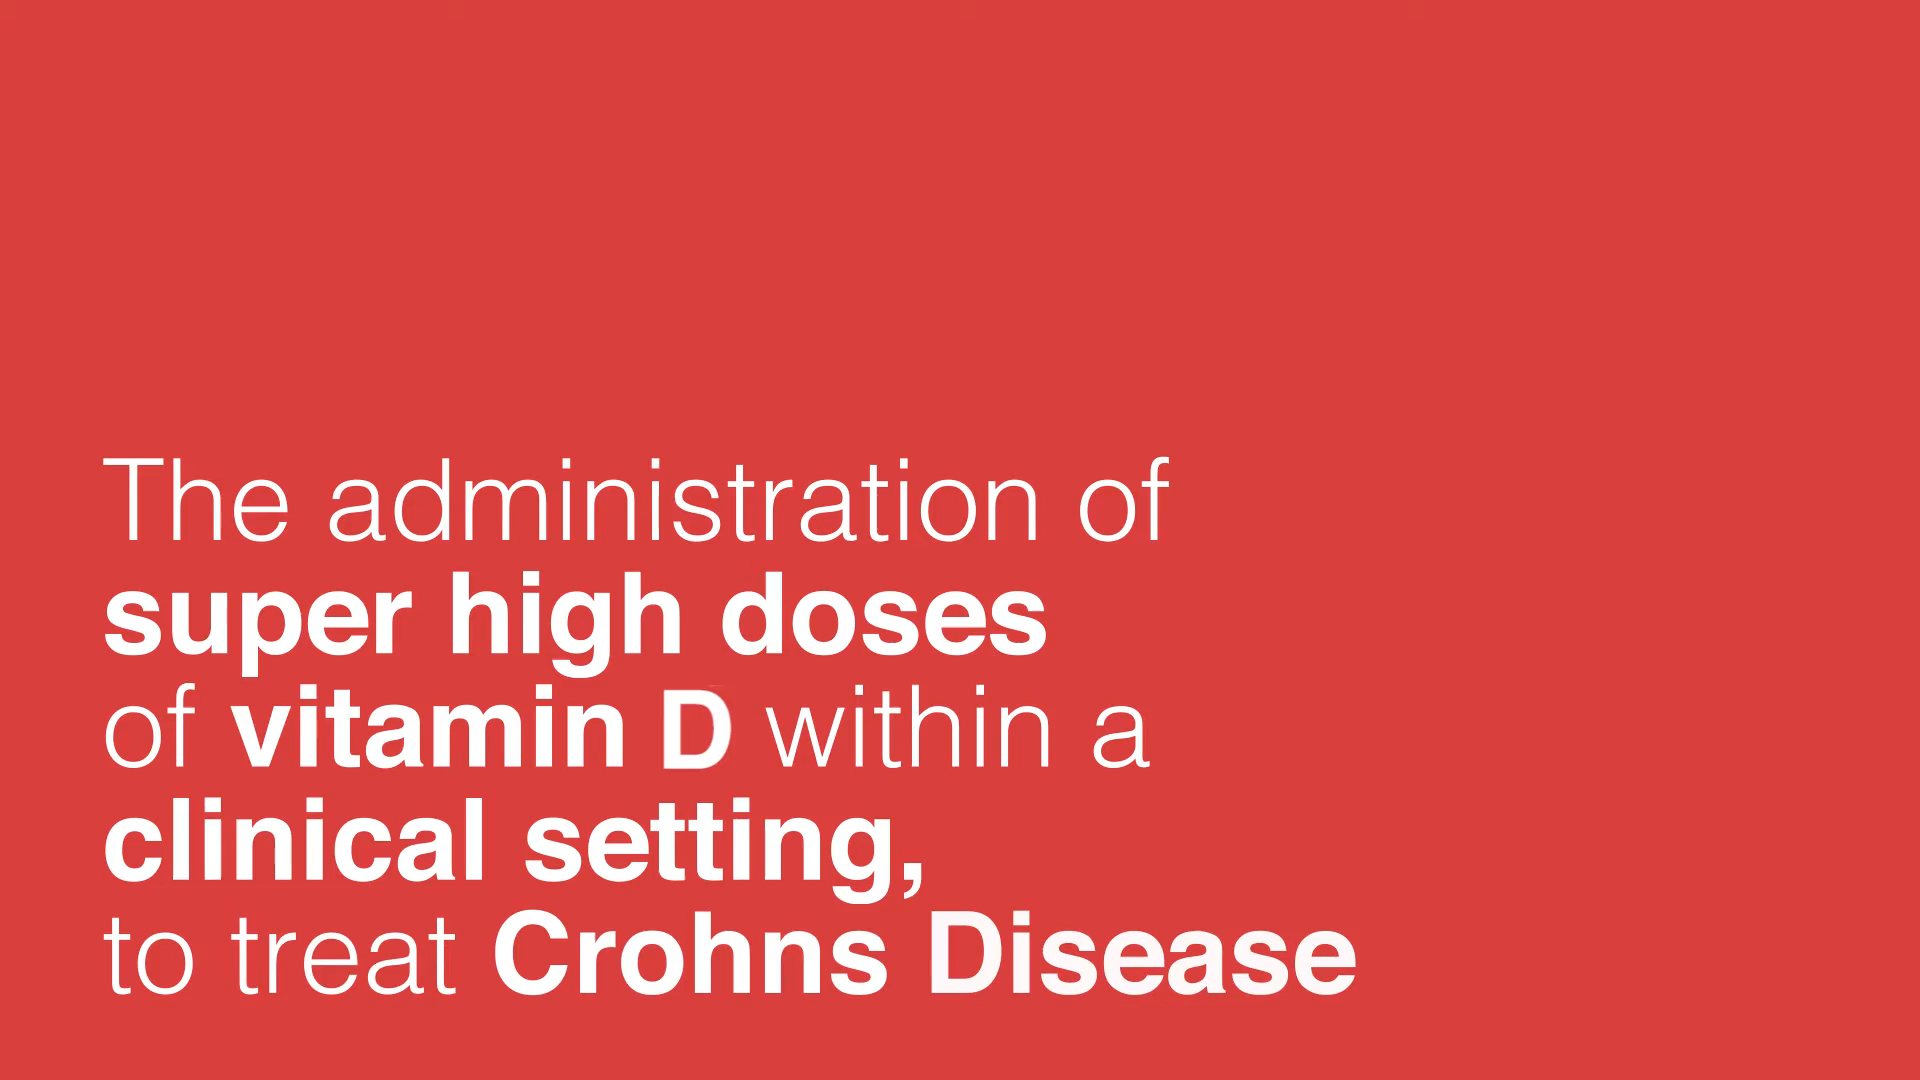 The administration of
super high doses
of vitamin D within a
clinical setting,
to treat Crohns Disease